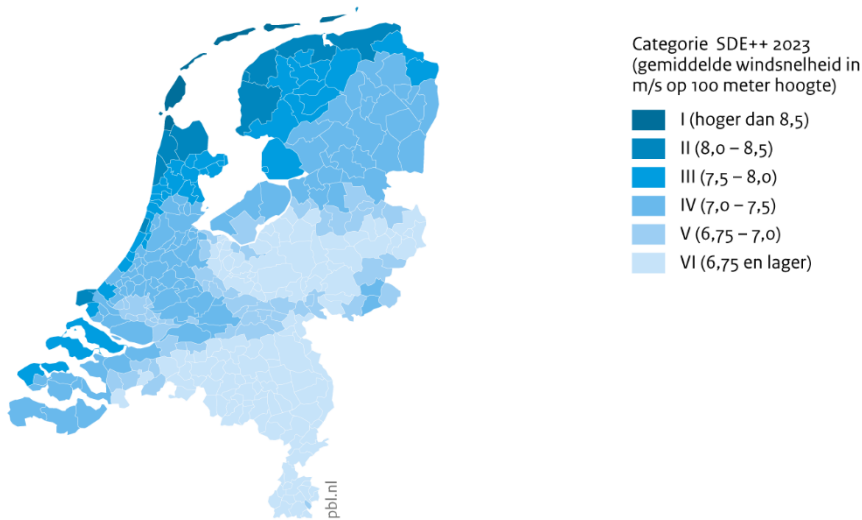 Categorie SDE++ 2023
(gemiddelde windsnelheid in
m/s op 100 meter hoogte)
I (hoger dan 8,5)
II (8,0 – 8,5)
III (7,5 – 8,0)
IV (7,0 – 7,5)
V (6,75 – 7,0)
VI (6,75 en lager)
pbl.nl